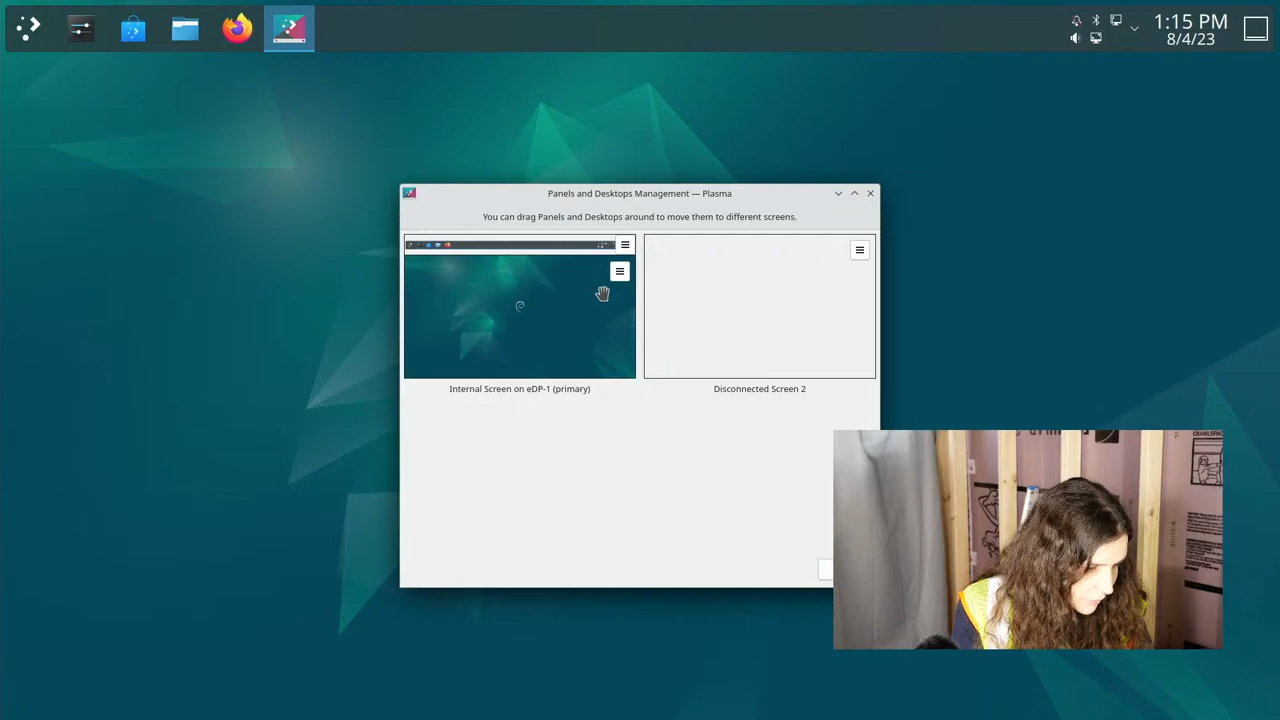 1:15 PM
8/4/23
Panels and Desktops Management — Plasma
You can drag Panels and Desktops around to move them to different screens.
Internal Screen on eDP-1 (primary)
Disconnected Screen 2
CRAWLSPAC